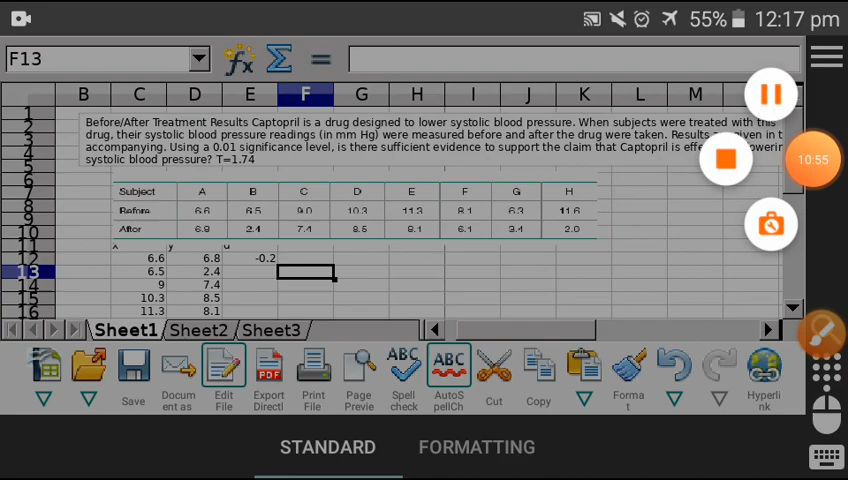 55% 12:17 pm
F13
B C D E F G H I J K L M
1
2
3
4
5
6
7
8
9
10
11
12
13
14
15
16
Before/After Treatment Results Captopril is a drug designed to lower systolic blood pressure. When subjects were treated with this
drug, their systolic blood pressure readings (in mm Hg) were measured before and after the drug were taken. Results given in t
accompanying. Using a 0.01 significance level, is there sufficient evidence to support the claim that Captopril is effe owerin
systolic blood pressure? T=1.74
Subject A B C D E F G H
Before 6.6 6.5 9.0 10.3 11.3 8.1 6.3 11.6
After 6.8 2.4 7.4 8.5 8.1 6.1 3.4 2.0
x y d
6.6 6.8 -0.2
6.5 2.4
9 7.4
10.3 8.5
11.3 8.1
10:55
Sheet1 Sheet2 Sheet3
Save Docum ent as Edit File Export Directl Print File Page Previe Spell check AutoS pellCh Cut Copy Forma t Hyperli nk
STANDARD FORMATTING